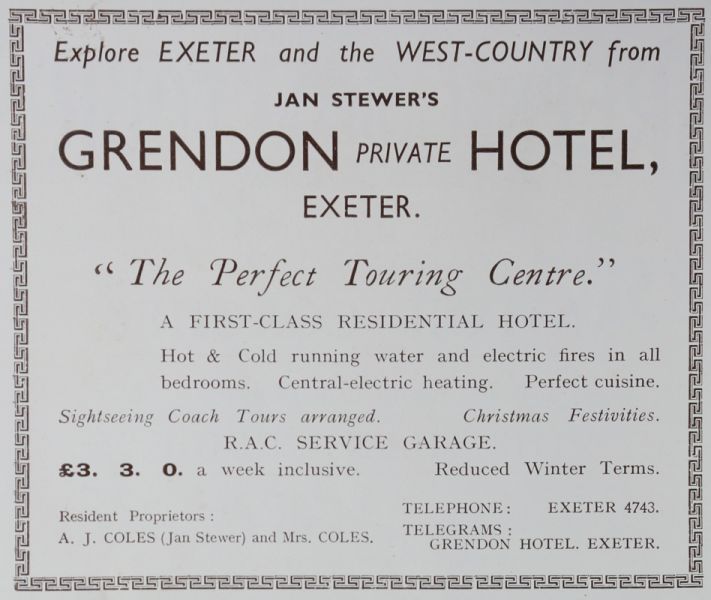 Explore EXETER and the WEST-COUNTRY from
JAN STEWER'S
GRENDON PRIVATE HOTEL,
EXETER.
"The Perfect Touring Centre."
A FIRST-CLASS RESIDENTIAL HOTEL.
Hot & Cold running water and electric fires in all
bedrooms. Central-electric heating. Perfect cuisine.
Sightseeing Coach Tours arranged. Christmas Festivities.
R.A.C. SERVICE GARAGE.
£3. 3. 0. a week inclusive. Reduced Winter Terms.
Resident Proprietors :
A. J. COLES (Jan Stewer) and Mrs. COLES.
TELEPHONE: EXETER 4743.
TELEGRAMS :
GRENDON HOTEL. EXETER.